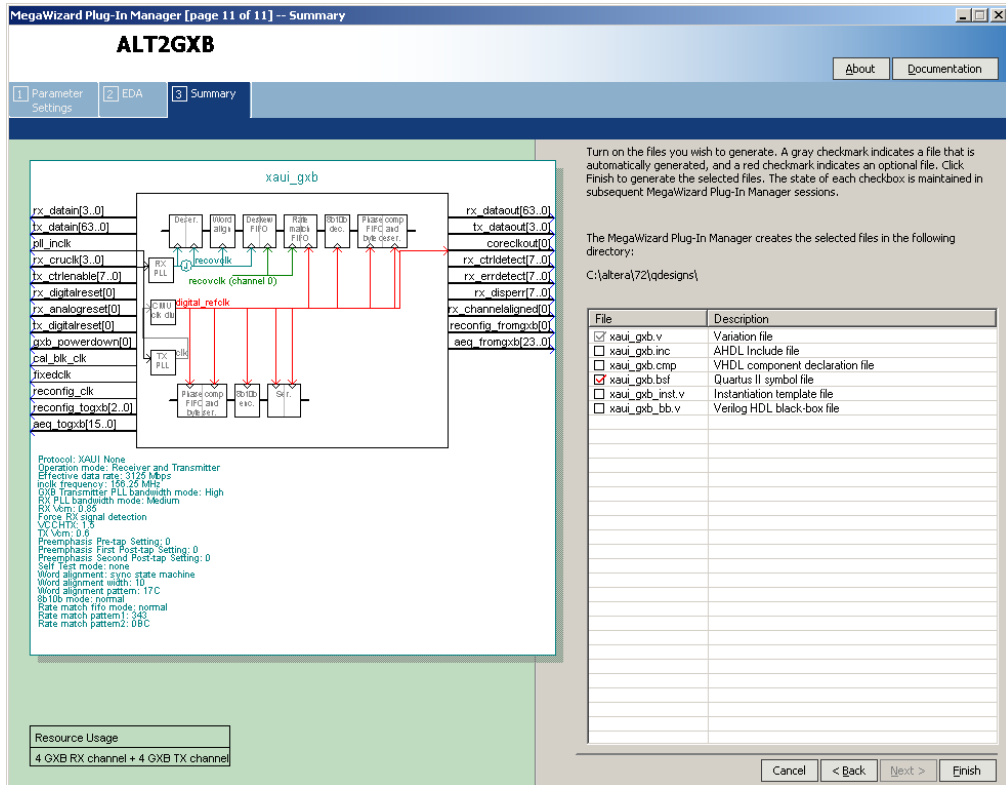 MegaWizard Plug-In Manager [page 11 of 11] -- Summary
ALT2GXB
About
Documentation
1 Parameter Settings
2 EDA
3 Summary
xaui_gxb
rx_datain[3..0]
tx_datain[63..0]
pll_inclk
rx_cruclk[3..0]
tx_ctrlenable[7..0]
rx_digitalreset[0]
rx_analogreset[0]
tx_digitalreset[0]
gxb_powerdown[0]
cal_blk_clk
fixedclk
reconfig_clk
reconfig_togxb[2..0]
aeq_togxb[15..0]
Deser.
Word align
Deskew FIFO
Rate match FIFO
8b10b dec.
Phase comp FIFO and byte deser.
RX PLL
recovclk
recovclk (channel 0)
CMU clk div
digital_refclk
TX PLL
clk
Phase comp FIFO and byte ser.
8b10b enc.
Ser.
rx_dataout[63..0]
tx_dataout[3..0]
coreclkout[0]
rx_ctrldetect[7..0]
rx_errdetect[7..0]
rx_disperr[7..0]
rx_channelaligned[0]
reconfig_fromgxb[0]
aeq_fromgxb[23..0]
Protocol: XAUI None
Operation mode: Receiver and Transmitter
Effective data rate: 3125 Mbps
inclk frequency: 156.25 MHz
GXB Transmitter PLL bandwidth mode: High
RX PLL bandwidth mode: Medium
RX Vcm: 0.85
Force RX signal detection
VCCHTX: 1.5
TX Vcm: 0.6
Preemphasis Pre-tap Setting: 0
Preemphasis First Post-tap Setting: 0
Preemphasis Second Post-tap Setting: 0
Self Test mode: none
Word alignment: sync state machine
Word alignment width: 10
Word alignment pattern: 17C
8b10b mode: normal
Rate match fifo mode: normal
Rate match pattern1: 343
Rate match pattern2: 0BC
Resource Usage
4 GXB RX channel + 4 GXB TX channel
Turn on the files you wish to generate. A gray checkmark indicates a file that is
automatically generated, and a red checkmark indicates an optional file. Click
Finish to generate the selected files. The state of each checkbox is maintained in
subsequent MegaWizard Plug-In Manager sessions.
The MegaWizard Plug-In Manager creates the selected files in the following
directory:
C:\altera\72\qdesigns\
File Description
xaui_gxb.v Variation file
xaui_gxb.inc AHDL Include file
xaui_gxb.cmp VHDL component declaration file
xaui_gxb.bsf Quartus II symbol file
xaui_gxb_inst.v Instantiation template file
xaui_gxb_bb.v Verilog HDL black-box file
Cancel
< Back
Next >
Finish